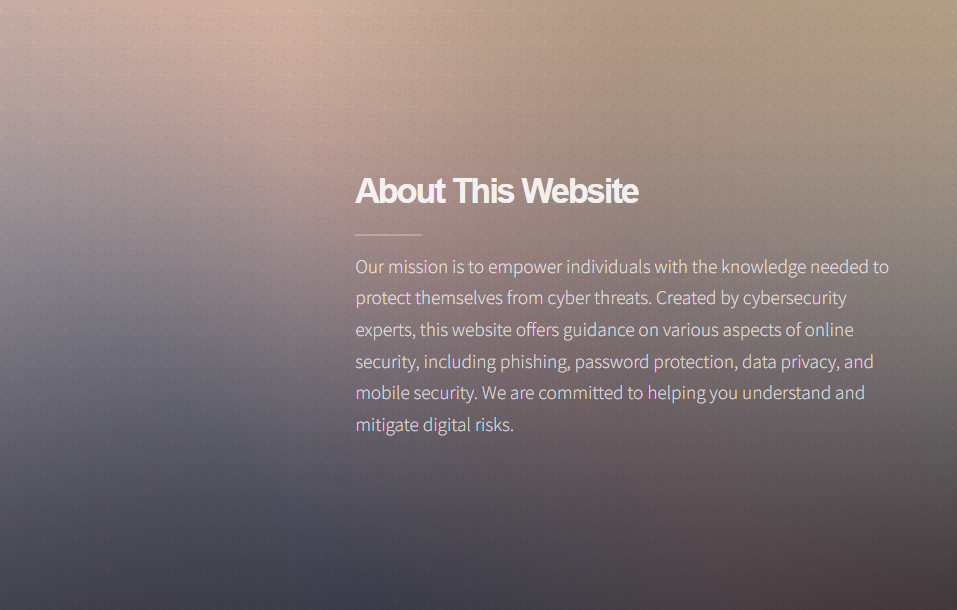 About This Website
Our mission is to empower individuals with the knowledge needed to
protect themselves from cyber threats. Created by cybersecurity
experts, this website offers guidance on various aspects of online
security, including phishing, password protection, data privacy, and
mobile security. We are committed to helping you understand and
mitigate digital risks.